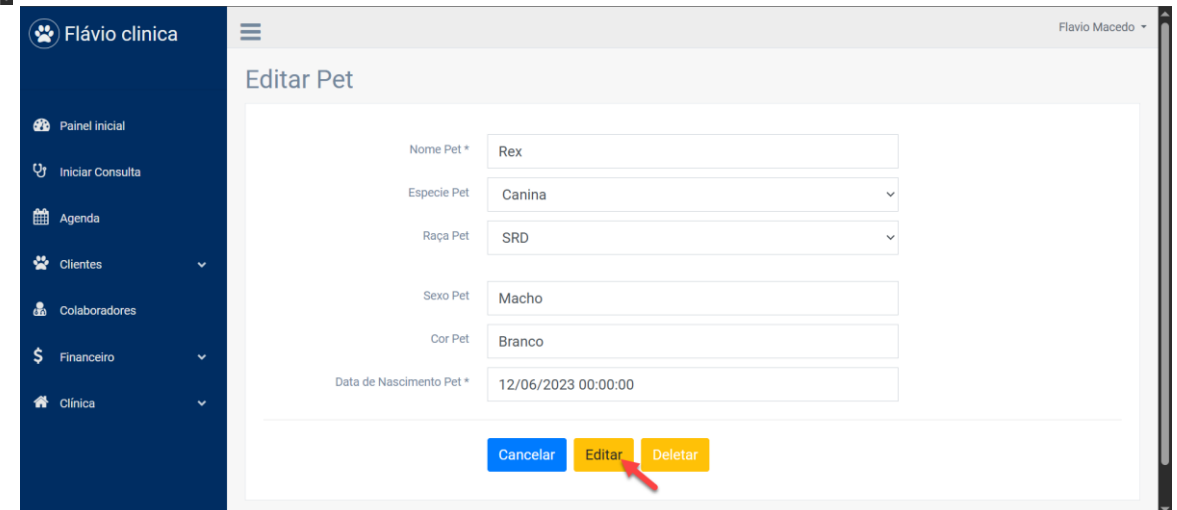 Flávio clinica
Flavio Macedo
Editar Pet
Painel inicial
Iniciar Consulta
Agenda
Clientes
Colaboradores
Financeiro
Clínica
Nome Pet * Rex
Especie Pet Canina
Raça Pet SRD
Sexo Pet Macho
Cor Pet Branco
Data de Nascimento Pet * 12/06/2023 00:00:00
Cancelar Editar Deletar